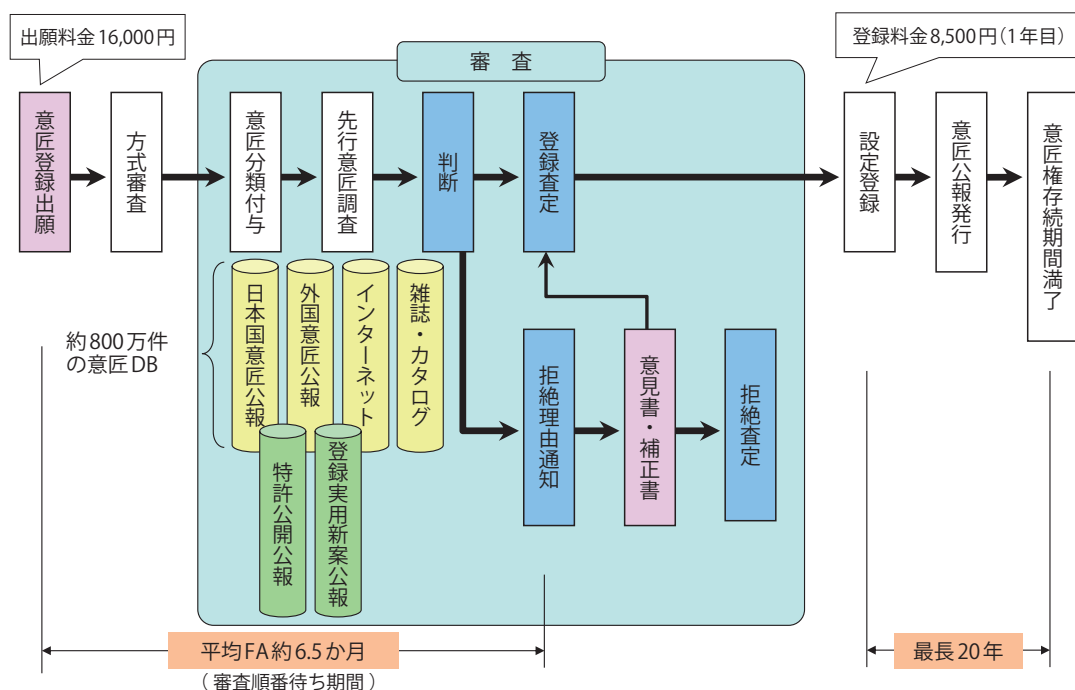 出願料金16,000円
登録料金8,500円(1年目)
審査
意匠登録出願
方式審査
意匠分類付与
先行意匠調査
判断
登録査定
設定登録
意匠公報発行
意匠権存続期間満了
約800万件
の意匠DB
日本国意匠公報
外国意匠公報
インターネット
雑誌・カタログ
特許公開公報
登録実用新案公報
拒絶理由通知
意見書・補正書
拒絶査定
平均FA約6.5か月
(審査順番待ち期間)
最長20年